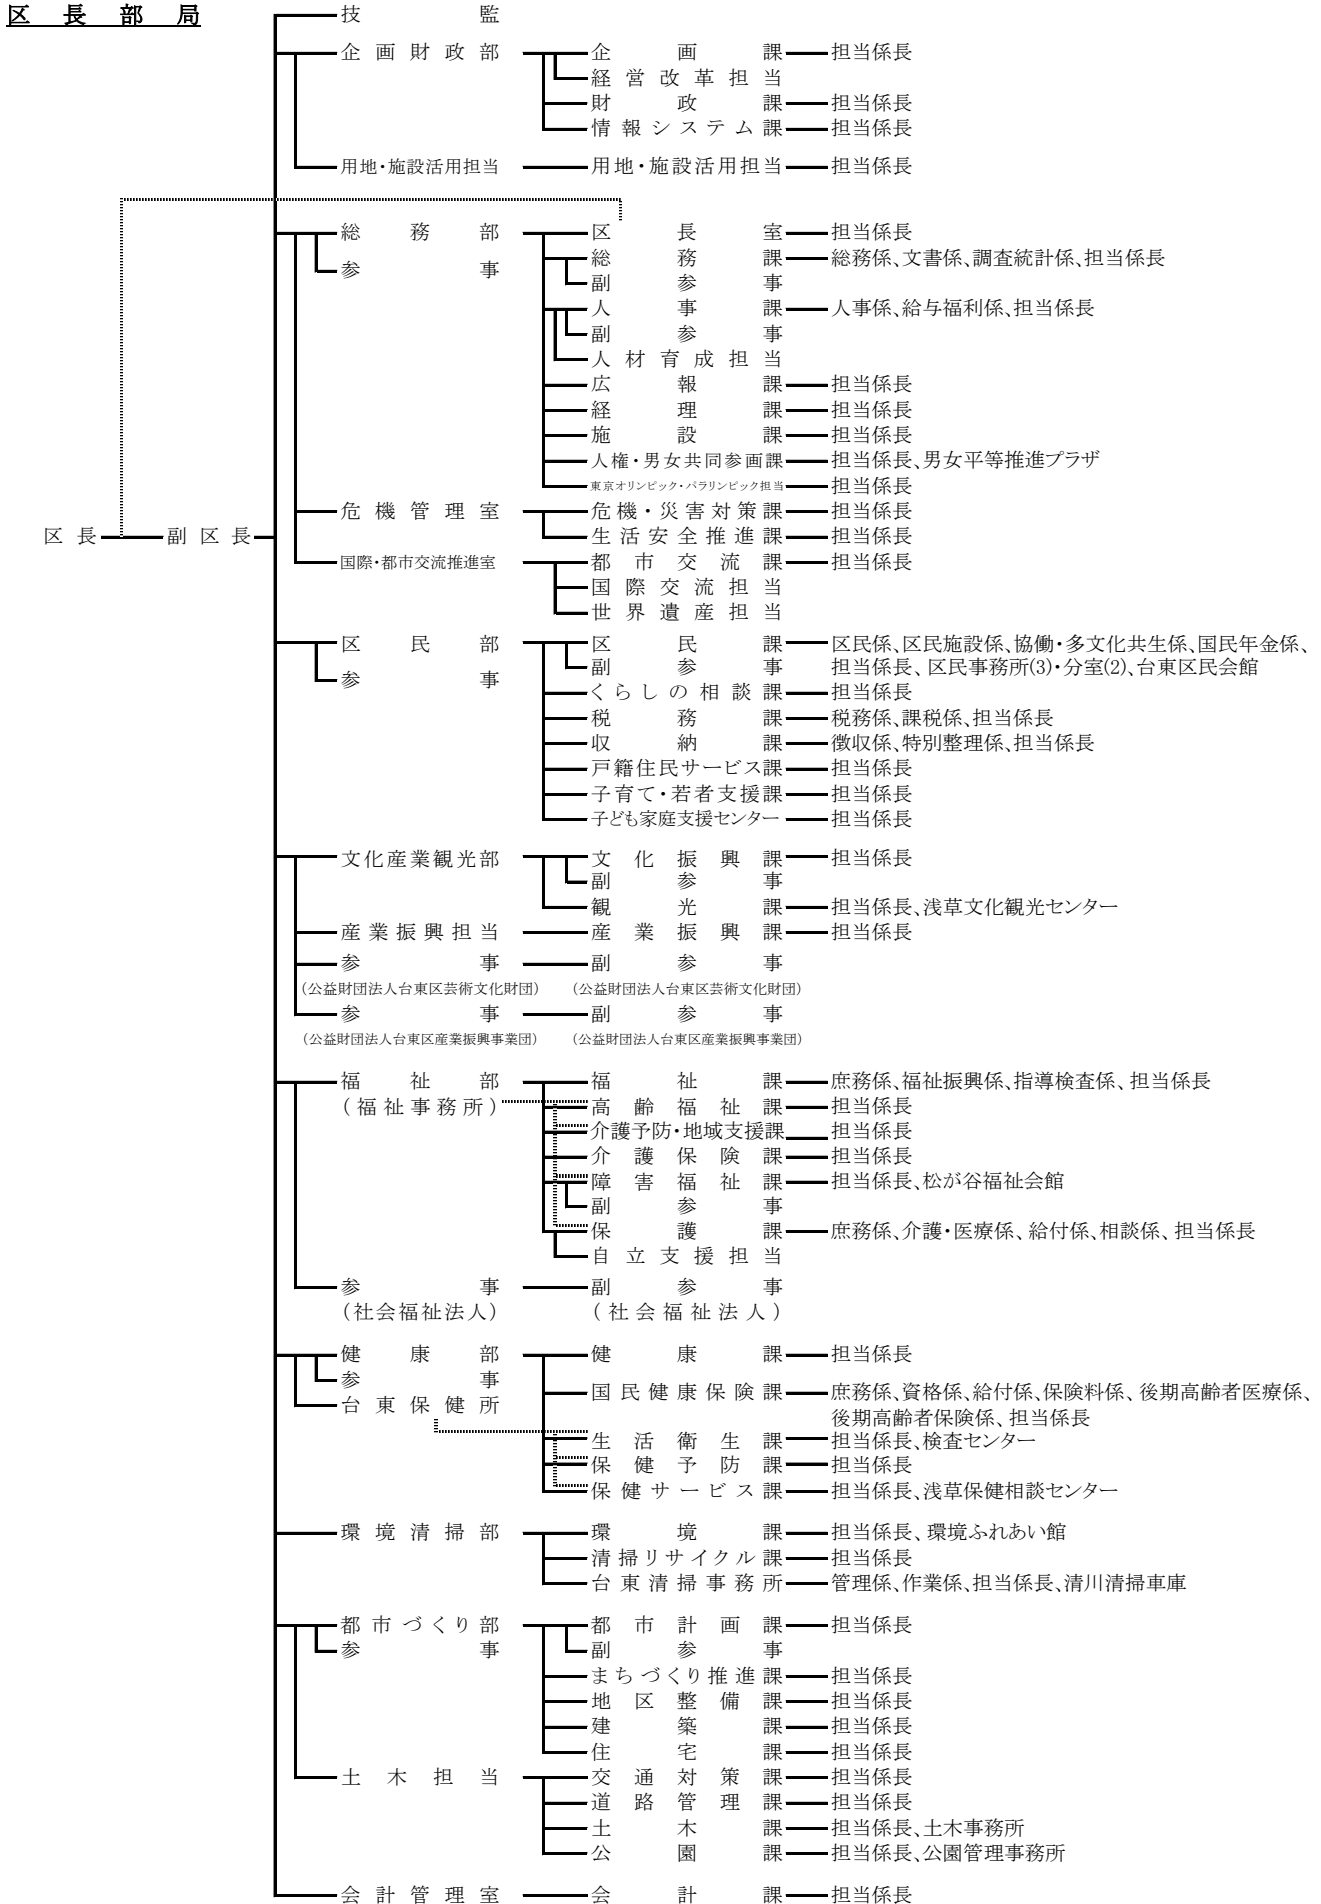 区長部局
技監
企画財政部 企画課 担当係長
経営改革担当
財政課 担当係長
情報システム課 担当係長
用地・施設活用担当 用地・施設活用担当 担当係長
総務部 区長室 担当係長
総務課 総務係、文書係、調査統計係、担当係長
参事
副参事
人事課 人事係、給与福利係、担当係長
副参事
人材育成担当
広報課 担当係長
経理課 担当係長
施設課 担当係長
人権・男女共同参画課 担当係長、男女平等推進プラザ
東京オリンピック・パラリンピック担当 担当係長
危機管理室 危機・災害対策課 担当係長
区長 副区長 生活安全推進課 担当係長
国際・都市交流推進室 都市交流課 担当係長
国際交流担当
世界遺産担当
区民部 区民課 区民係、区民施設係、協働・多文化共生係、国民年金係、
副参事 担当係長、区民事務所(3)・分室(2)、台東区民会館
参事
くらしの相談課 担当係長
税務課 税務係、課税係、担当係長
収納課 徴収係、特別整理係、担当係長
戸籍住民サービス課 担当係長
子育て・若者支援課 担当係長
子ども家庭支援センター 担当係長
文化産業観光部 文化振興課 担当係長
副参事
観光課 担当係長、浅草文化観光センター
産業振興担当 産業振興課 担当係長
参事 副参事
(公益財団法人台東区芸術文化財団) (公益財団法人台東区芸術文化財団)
参事 副参事
(公益財団法人台東区産業振興事業団) (公益財団法人台東区産業振興事業団)
福祉部 福祉課 庶務係、福祉振興係、指導検査係、担当係長
(福祉事務所) 高齢福祉課 担当係長
介護予防・地域支援課 担当係長
介護保険課 担当係長
障害福祉課 担当係長、松が谷福祉会館
副参事
保護課 庶務係、介護・医療係、給付係、相談係、担当係長
自立支援担当
参事 副参事
(社会福祉法人) (社会福祉法人)
健康部 健康課 担当係長
参事
国民健康保険課 庶務係、資格係、給付係、保険料係、後期高齢者医療係、
台東保健所
後期高齢者保険係、担当係長
生活衛生課 担当係長、検査センター
保健予防課 担当係長
保健サービス課 担当係長、浅草保健相談センター
環境清掃部 環境課 担当係長、環境ふれあい館
清掃リサイクル課 担当係長
台東清掃事務所 管理係、作業係、担当係長、清川清掃車庫
都市づくり部 都市計画課 担当係長
参事 副参事
まちづくり推進課 担当係長
地区整備課 担当係長
建築課 担当係長
住宅課 担当係長
土木担当 交通対策課 担当係長
道路管理課 担当係長
土木課 担当係長、土木事務所
公園課 担当係長、公園管理事務所
会計管理室 会計課 担当係長